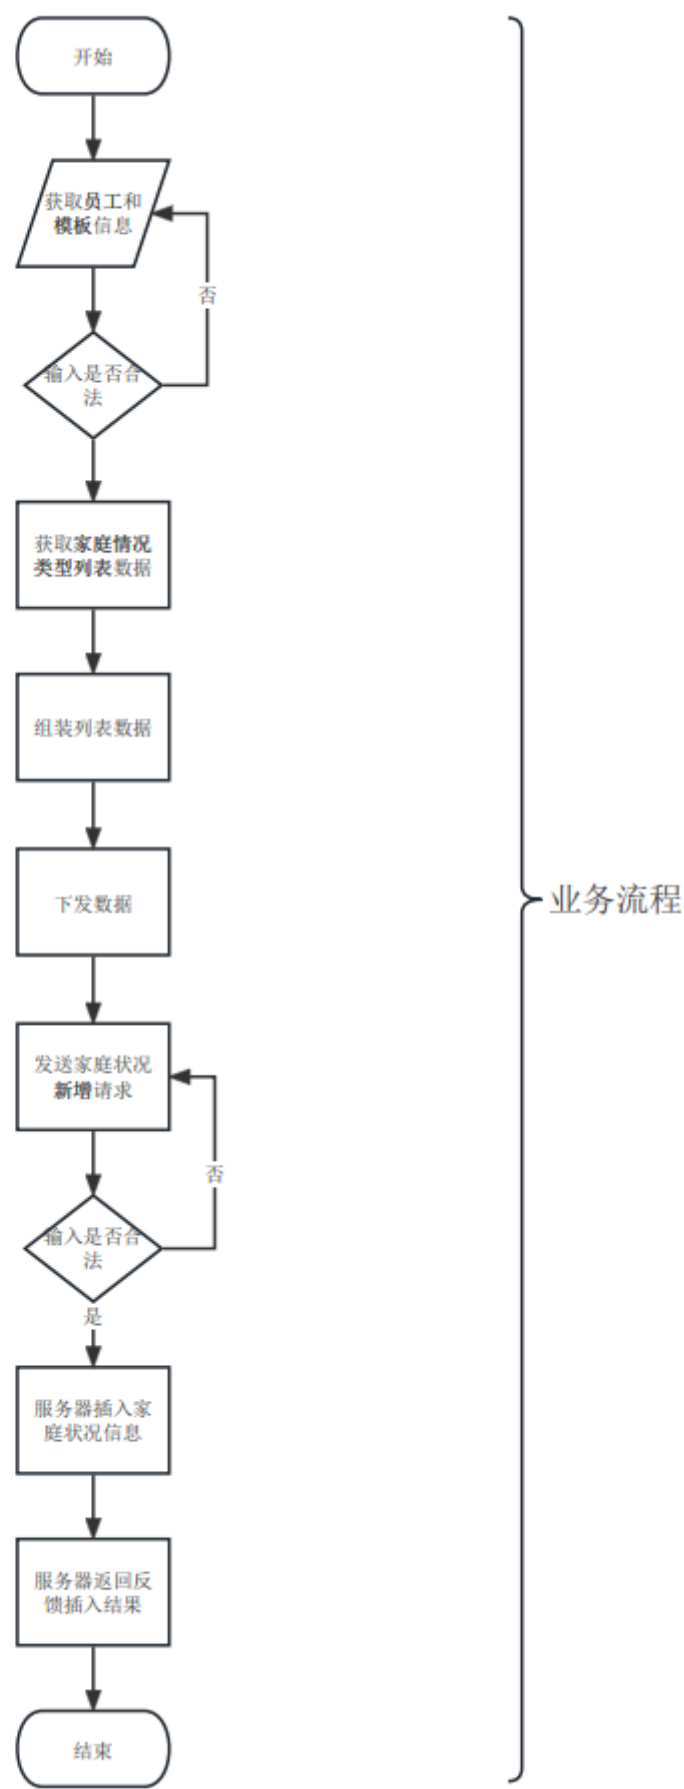 开始
获取员工和
模板信息
否
输入是否合
法
获取家庭情况
类型列表数据
组装列表数据
下发数据
业务流程
发送家庭状况
新增请求
否
输入是否合
法
是
服务器插入家
庭状况信息
服务器返回反
馈插入结果
结束